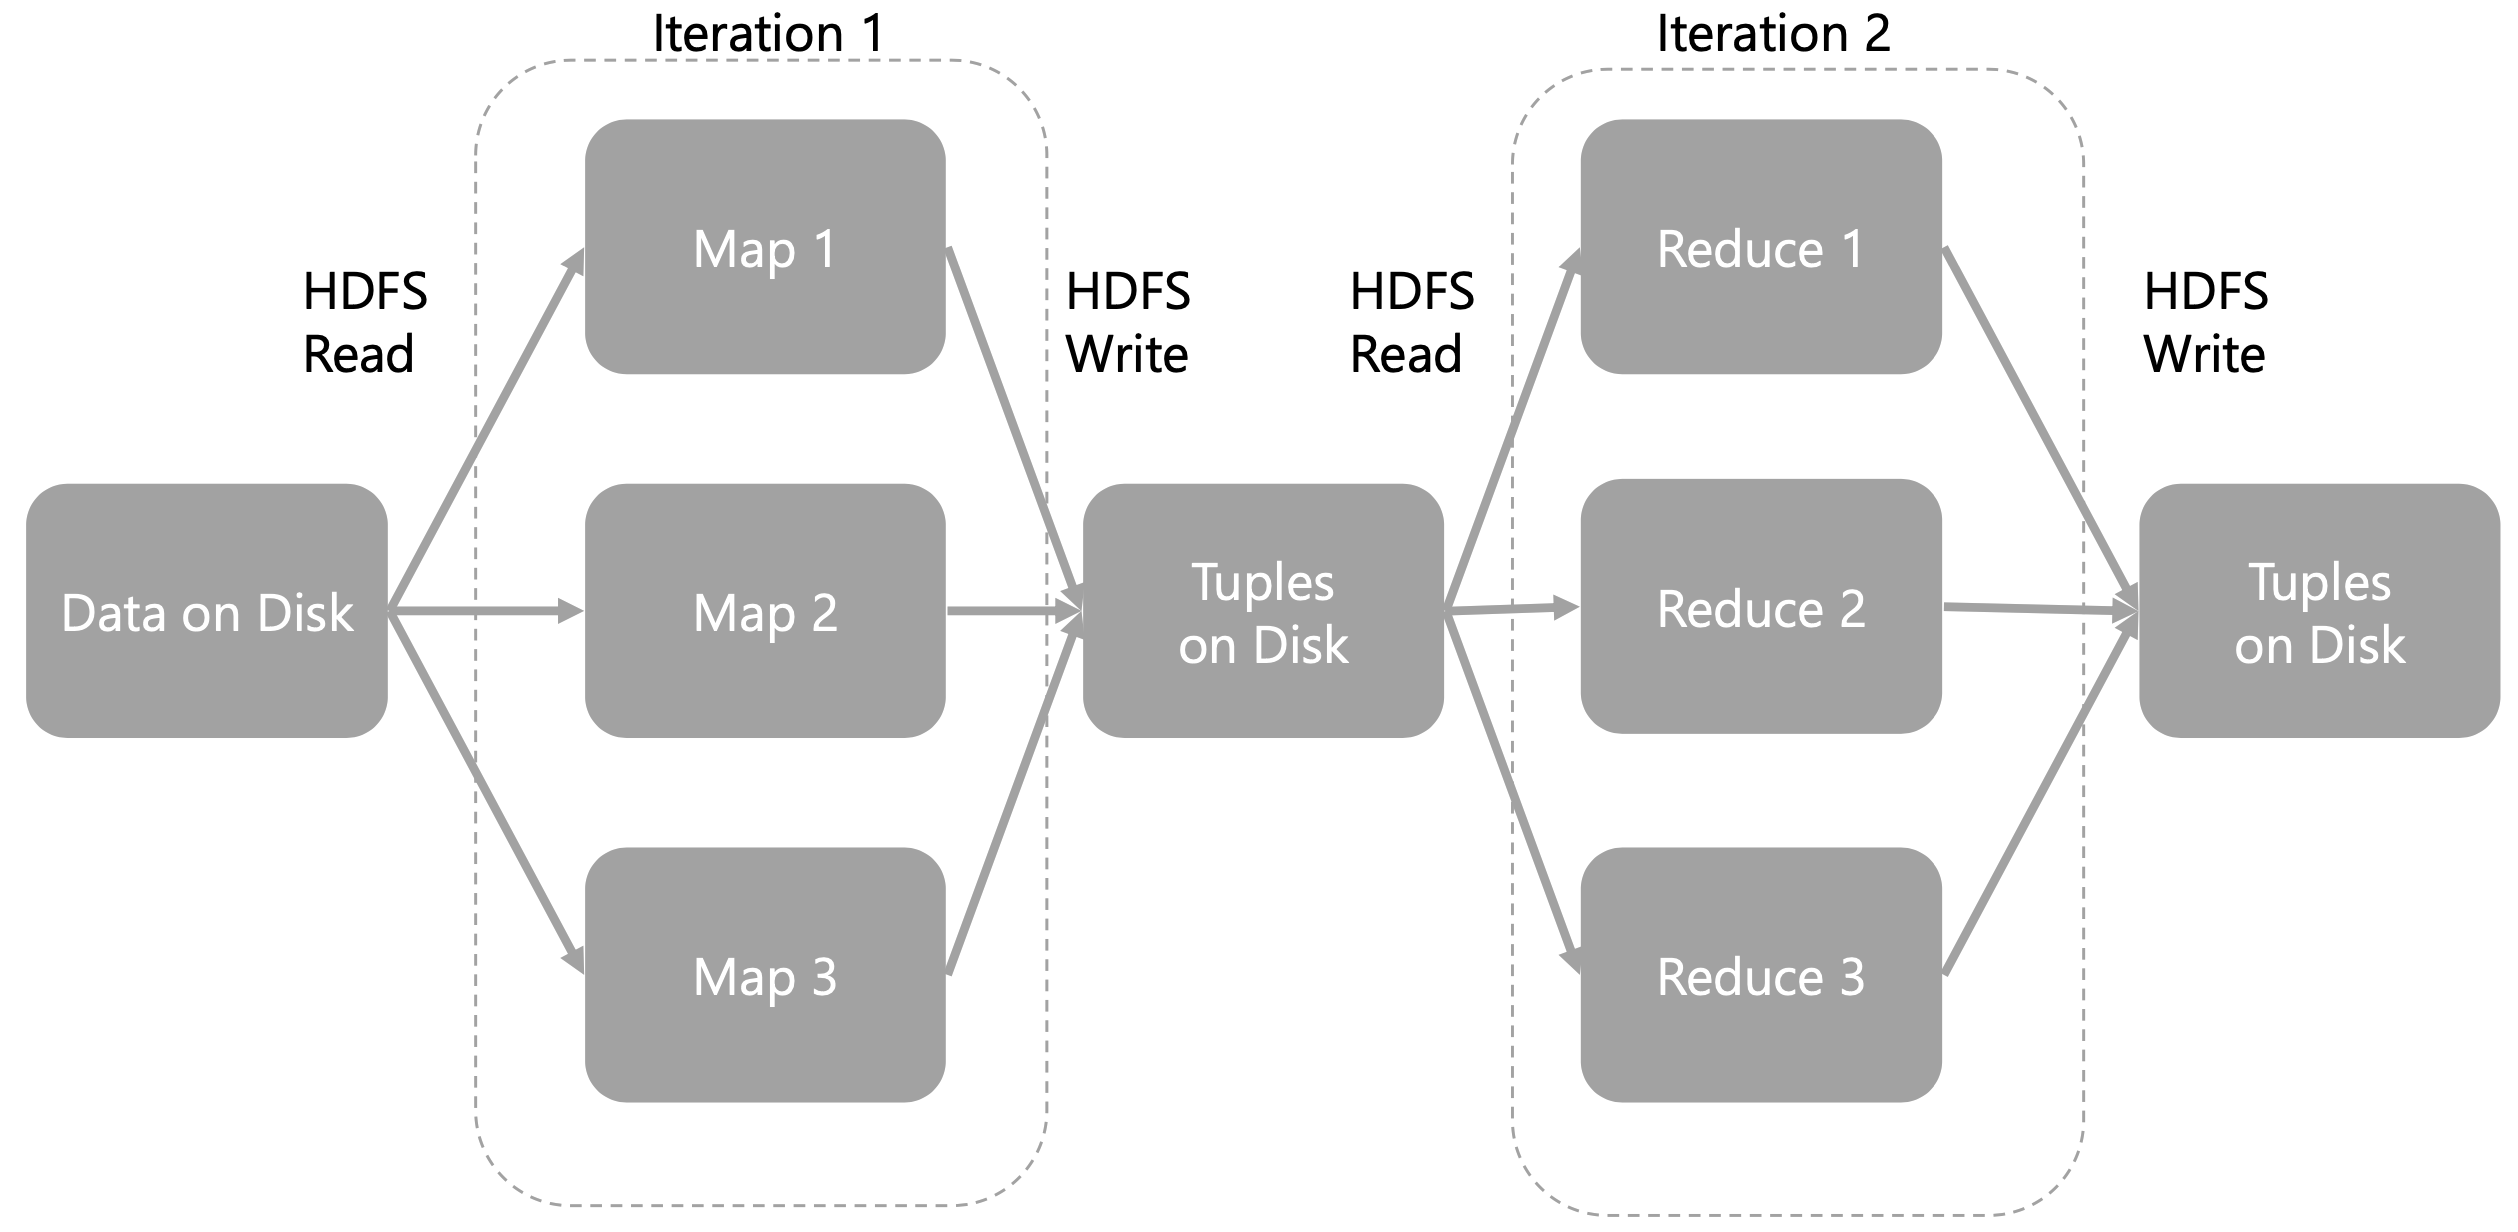 Iteration 1
Iteration 2
HDFS
Read
Map 1
HDFS
Write
HDFS
Read
Reduce 1
HDFS
Write
Data on Disk
Map 2
Tuples
on Disk
Reduce 2
Tuples
on Disk
Map 3
Reduce 3